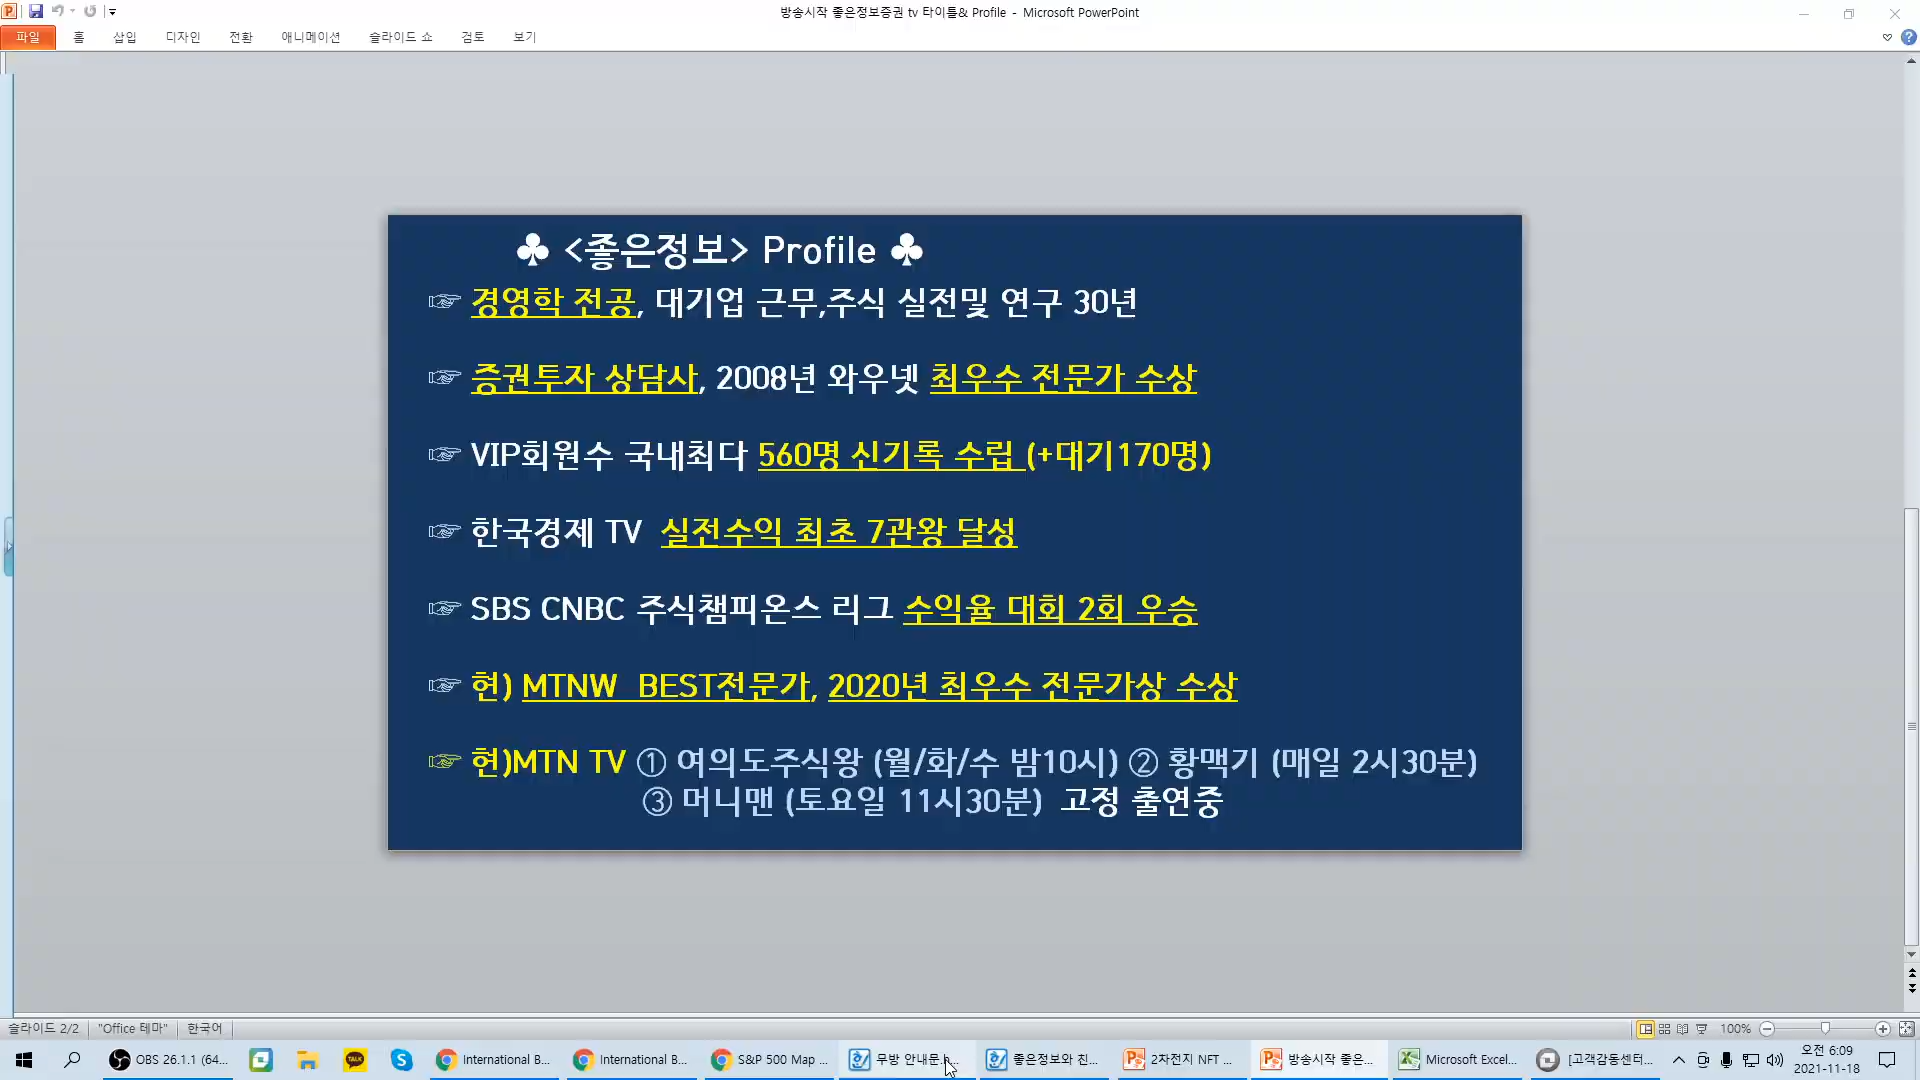 방송시작 좋은정보증권 tv 타이틀& Profile - Microsoft PowerPoint
파일 홈 삽입 디자인 전환 애니메이션 슬라이드 쇼 검토 보기
♣ <좋은정보> Profile ♣
☞ 경영학 전공, 대기업 근무,주식 실전및 연구 30년
☞ 증권투자 상담사, 2008년 와우넷 최우수 전문가 수상
☞ VIP회원수 국내최다 560명 신기록 수립 (+대기170명)
☞ 한국경제 TV 실전수익 최초 7관왕 달성
☞ SBS CNBC 주식챔피온스 리그 수익율 대회 2회 우승
☞ 현) MTNW BEST전문가, 2020년 최우수 전문가상 수상
☞ 현)MTN TV ① 여의도주식왕 (월/화/수 밤10시) ② 황맥기 (매일 2시30분)
③ 머니맨 (토요일 11시30분) 고정 출연중
슬라이드 2/2 "Office 테마" 한국어 100%
OBS 26.1.1 (64... TALK International B... International B... S&P 500 Map ... 무방 안내문.h... 좋은정보와 친... 2차전지 NFT ... 방송시작 좋은... Microsoft Excel... [고객감동센터... 오전 6:09
2021-11-18